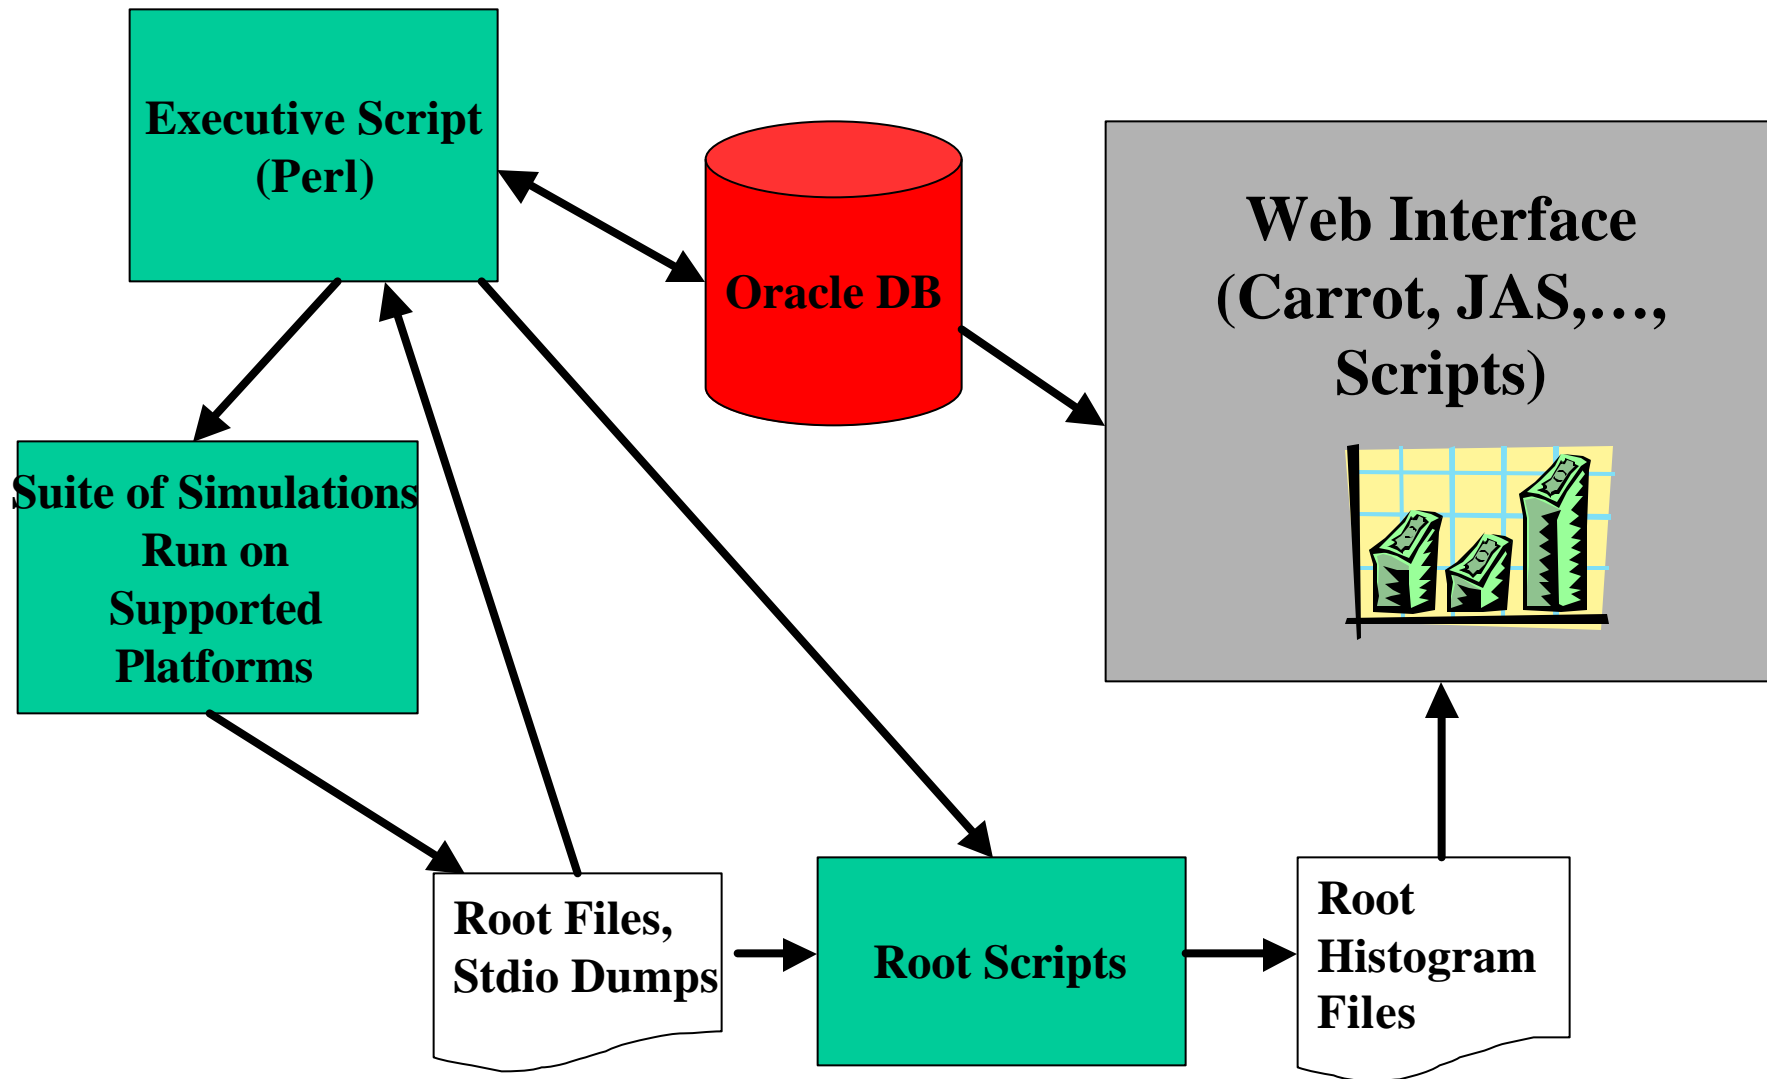 Executive Script
(Perl)
Oracle DB
Web Interface
(Carrot, JAS,…,
Scripts)
Suite of Simulations
Run on
Supported
Platforms
Root Files,
Stdio Dumps
Root Scripts
Root
Histogram
Files